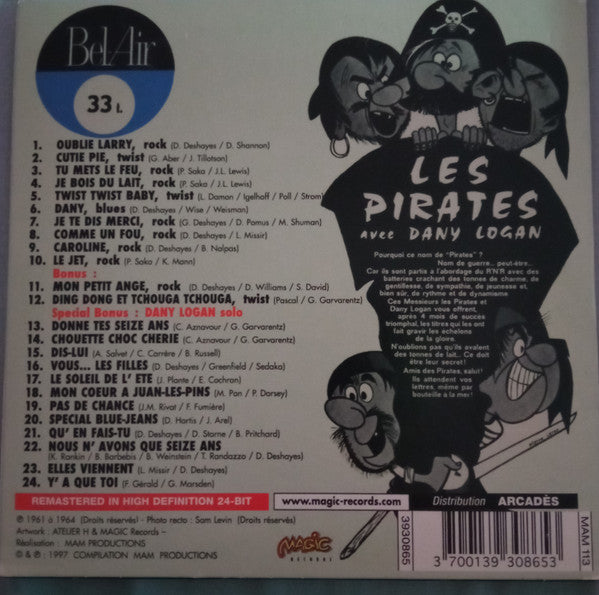 Bel Air
33 t.
1. OUBLIE LARRY, rock (D. Deshayes / D. Shannon)
2. CUTIE PIE, twist (G. Aber / J. Tillotson)
3. TU METS LE FEU, rock (P. Saka / J.L. Lewis)
4. JE BOIS DU LAIT, rock (P. Saka / J.L. Lewis)
5. TWIST TWIST BABY, twist (L. Daman / Igelhoff / Poll / Strom)
6. DANY, blues (D. Deshayes / Wise / Weisman)
7. JE TE DIS MERCI, rock (G. Deshayes / D. Pomus / M. Shuman)
8. COMME UN FOU, rock (D. Deshayes / L. Missir)
9. CAROLINE, rock (D. Deshayes / B. Nalpas)
10. LE JET, rock (P. Saka / K. Mann)
Bonus :
11. MON PETIT ANGE, rock (D. Deshayes / D. Williams / S. David)
12. DING DONG ET TCHOUGA TCHOUGA, twist (Pascal / G. Garvarentz)
Special Bonus : DANY LOGAN solo
13. DONNE TES SEIZE ANS (C. Aznavour / G. Garvarentz)
14. CHOUETTE CHOC CHERIE (C. Aznavour / G. Garvarentz)
15. DIS-LUI (A. Salvet / C. Carrère / B. Russell)
16. VOUS... LES FILLES (D. Deshayes / Greenfield / Sedaka)
17. LE SOLEIL DE L' ETE (J. Plante / E. Cochran)
18. MON COEUR A JUAN-LES-PINS (M. Pan / P. Dorsey)
19. PAS DE CHANCE (J.M. Rivat / F. Fumière)
20. SPECIAL BLUE-JEANS (D. Hortis / J. Arel)
21. QU' EN FAIS-TU (D. Deshayes / D. Starne / B. Pritchard)
22. NOUS N' AVONS QUE SEIZE ANS
(K. Rankin / B. Barbebis / B. Weinstein / T. Randazzo / D. Deshayes)
23. ELLES VIENNENT (L. Missir / D. Deshayes)
24. Y' A QUE TOI (F. Gérald / G. Marsden)
LES
PIRATES
avec DANY LOGAN
Pourquoi ce nom de "Pirates" ?
Nom de guerre.. peut-être..
Car ils sont partis a l'abordage du R'N'R avec des
batteries crachant des tonnes de charme, de
gentillesse, de sympathie, de jeunesse et,
bien sûr, de rythme et de dynamisme
Ces Messieurs les Pirates et
Dany Logan vous offrent,
après 4 mois de succès
triomphal, les titres qui les ont
fait gravir les échelons
de la gloire.
N'oublions pas qu'ils avalent
des tonnes de lait... Ce doit
être leur secret!
Amis des Pirates, salut!
Ils attendent vos
lettres, même par
bouteille à la mer!
REMASTERED IN HIGH DEFINITION 24-BIT
www.magic-records.com
Distribution ARCADÈS
℗ 1961 à 1964 (Droits réservés) - Photo recto : Sam Levin (Droits réservés)
Artwork : ATELIER H & MAGIC Records –
Réalisation : MAM PRODUCTIONS
© & ℗ : 1997 COMPILATION MAM PRODUCTIONS
MAGIC
RECORDS
3930865
3 700139 308653
MAM 113